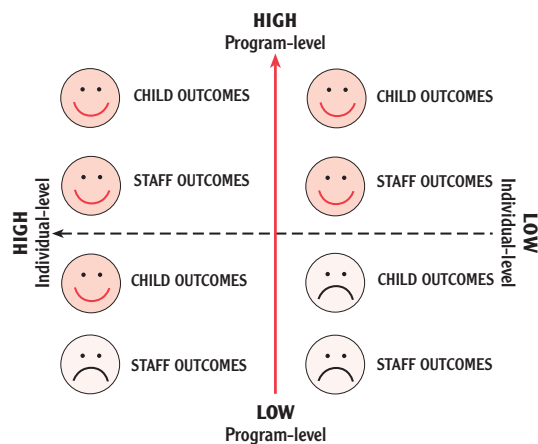 HIGH
Program-level
CHILD OUTCOMES
CHILD OUTCOMES
STAFF OUTCOMES
STAFF OUTCOMES
HIGH
Individual-level
LOW
Individual-level
CHILD OUTCOMES
CHILD OUTCOMES
STAFF OUTCOMES
STAFF OUTCOMES
LOW
Program-level